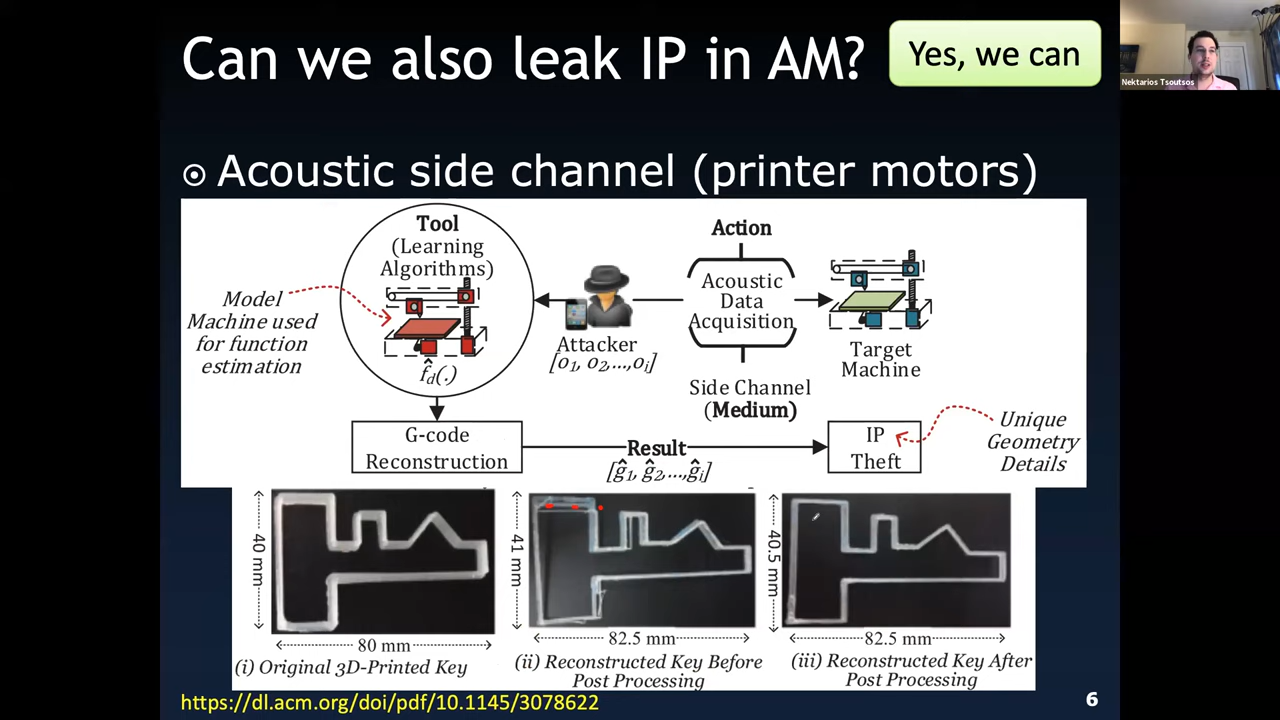 Can we also leak IP in AM?
Yes, we can
Nektarios Tsoutsos
Acoustic side channel (printer motors)
Tool
(Learning
Algorithms)
Model
Machine used
for function
estimation
f̂d(.)
Attacker
[o1, o2,...,oi]
Action
Acoustic
Data
Acquisition
Side Channel
(Medium)
Target
Machine
G-code
Reconstruction
Result
[ĝ1, ĝ2,...,ĝi]
IP
Theft
Unique
Geometry
Details
40 mm
80 mm
(i) Original 3D-Printed Key
41 mm
82.5 mm
(ii) Reconstructed Key Before
Post Processing
40.5 mm
82.5 mm
(iii) Reconstructed Key After
Post Processing
https://dl.acm.org/doi/pdf/10.1145/3078622
6